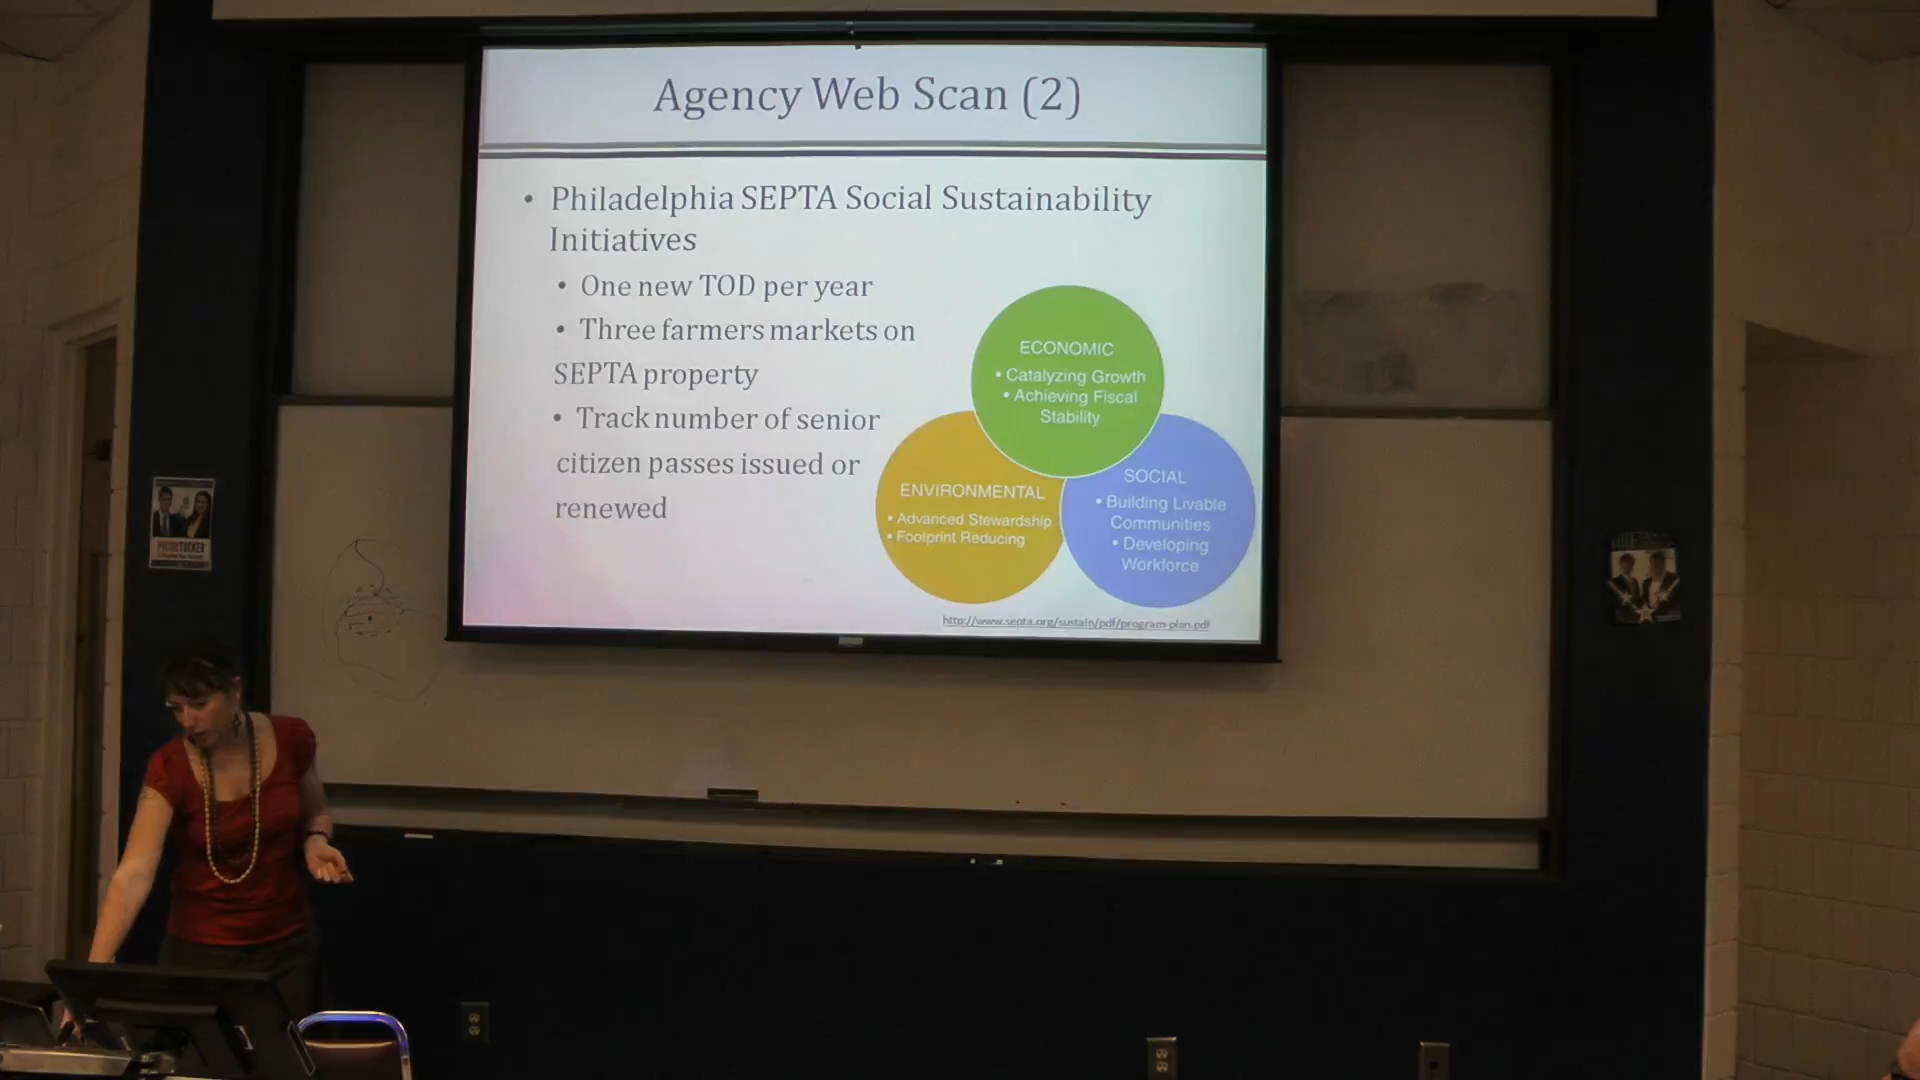 Agency Web Scan (2)
• Philadelphia SEPTA Social Sustainability
Initiatives
• One new TOD per year
• Three farmers markets on
SEPTA property
• Track number of senior
citizen passes issued or
renewed
ECONOMIC
• Catalyzing Growth
• Achieving Fiscal
Stability
ENVIRONMENTAL
• Advanced Stewardship
• Footprint Reducing
SOCIAL
• Building Livable
Communities
• Developing
Workforce
http://www.septa.org/sustain/pdf/program-plan.pdf